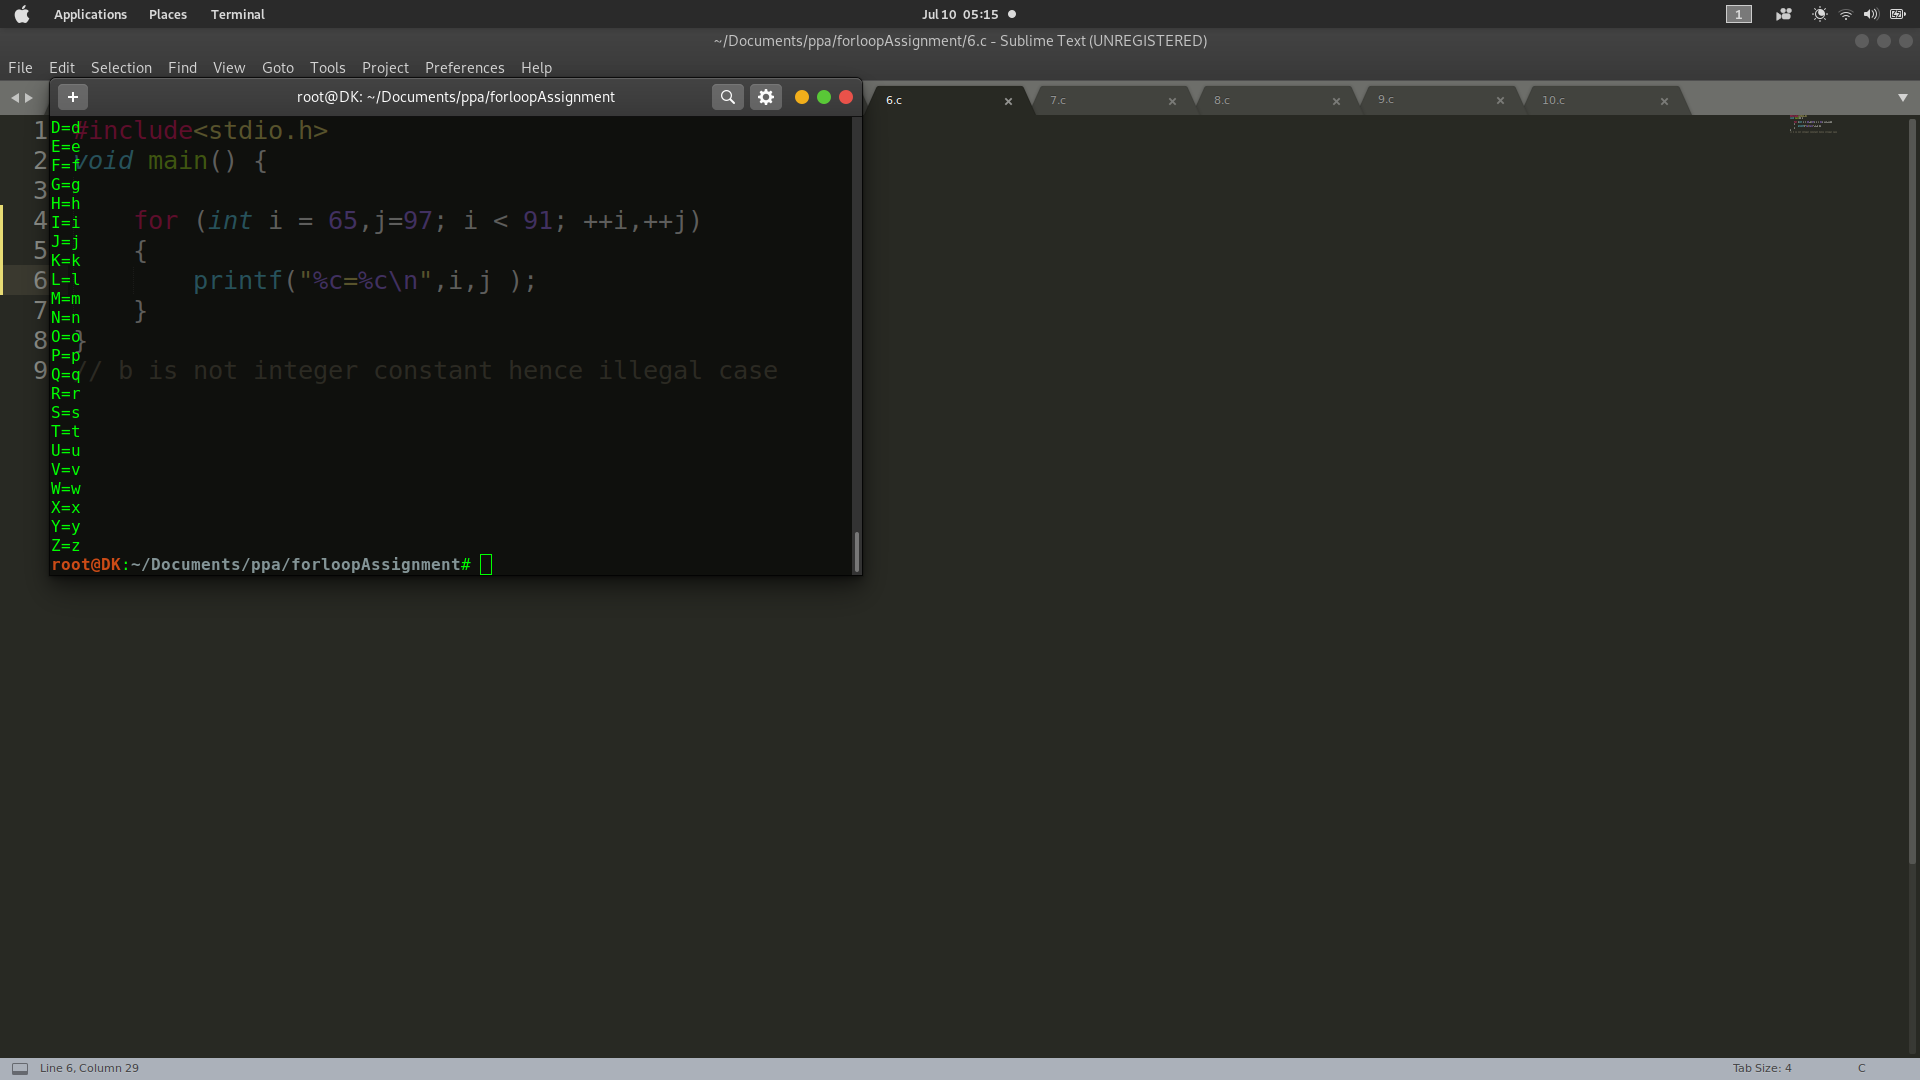 Applications Places Terminal Jul 10 05:15 1
~/Documents/ppa/forloopAssignment/6.c - Sublime Text (UNREGISTERED)
File Edit Selection Find View Goto Tools Project Preferences Help
+ root@DK: ~/Documents/ppa/forloopAssignment
6.c × 7.c × 8.c × 9.c × 10.c ×
D=d
E=e
F=f
G=g
H=h
I=i
J=j
K=k
L=l
M=m
N=n
O=o
P=p
Q=q
R=r
S=s
T=t
U=u
V=v
W=w
X=x
Y=y
Z=z
root@DK:~/Documents/ppa/forloopAssignment#
1 #include<stdio.h>
2 void main() {
3
4 for (int i = 65,j=97; i < 91; ++i,++j)
5 {
6 printf("%c=%c\n",i,j );
7 }
8 }
9 // b is not integer constant hence illegal case
Line 6, Column 29 Tab Size: 4 C